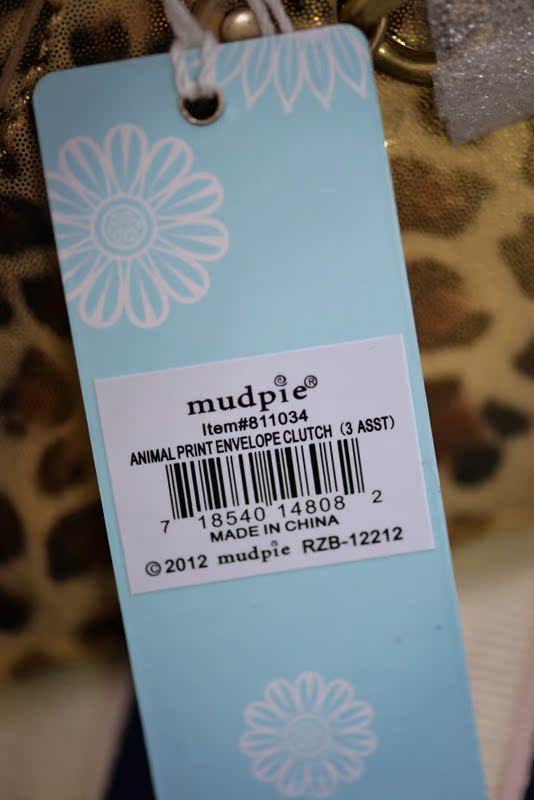 mudpie®
Item#811034
ANIMAL PRINT ENVELOPE CLUTCH (3 ASST)
7 18540 14808 2
MADE IN CHINA
©2012 mudpie RZB-12212